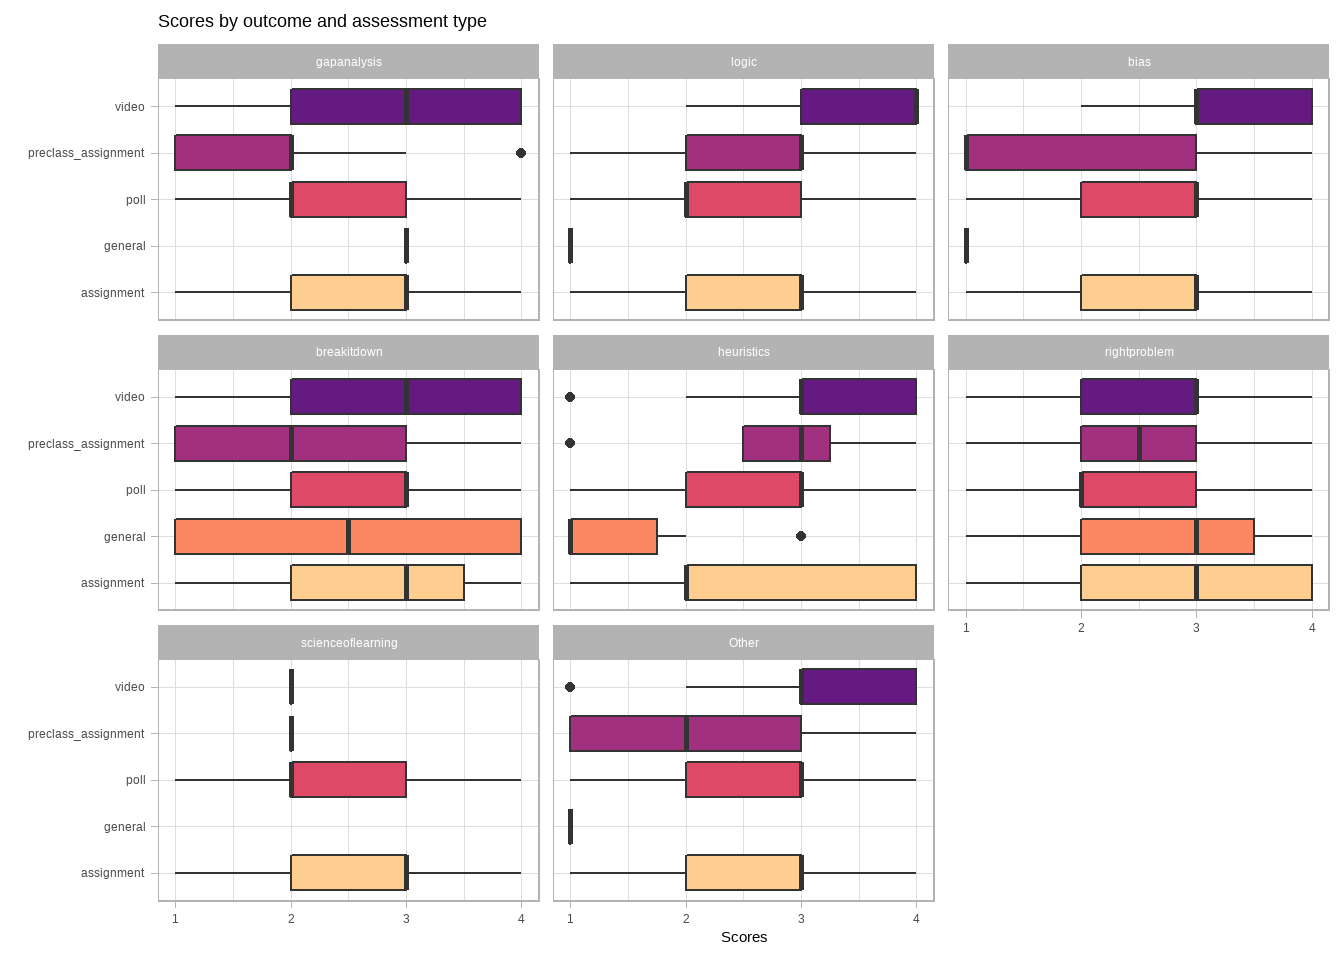 Scores by outcome and assessment type
gapanalysis
logic
bias
video
preclass_assignment
poll
general
assignment
breakitdown
heuristics
rightproblem
video
preclass_assignment
poll
general
assignment
1 2 3 4
scienceoflearning
Other
video
preclass_assignment
poll
general
assignment
1 2 3 4
1 2 3 4
Scores